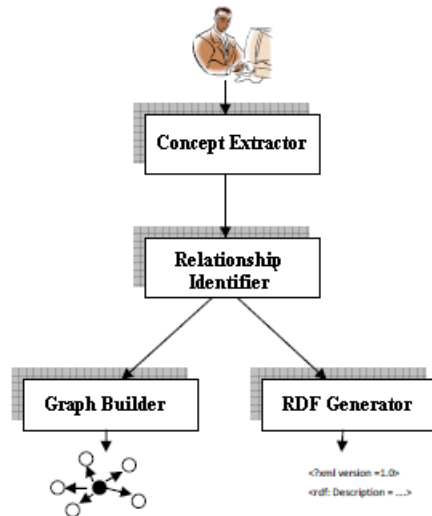 Concept Extractor
Relationship
Identifier
Graph Builder
RDF Generator
<?xml version =1.0>
<rdf: Description = ....>